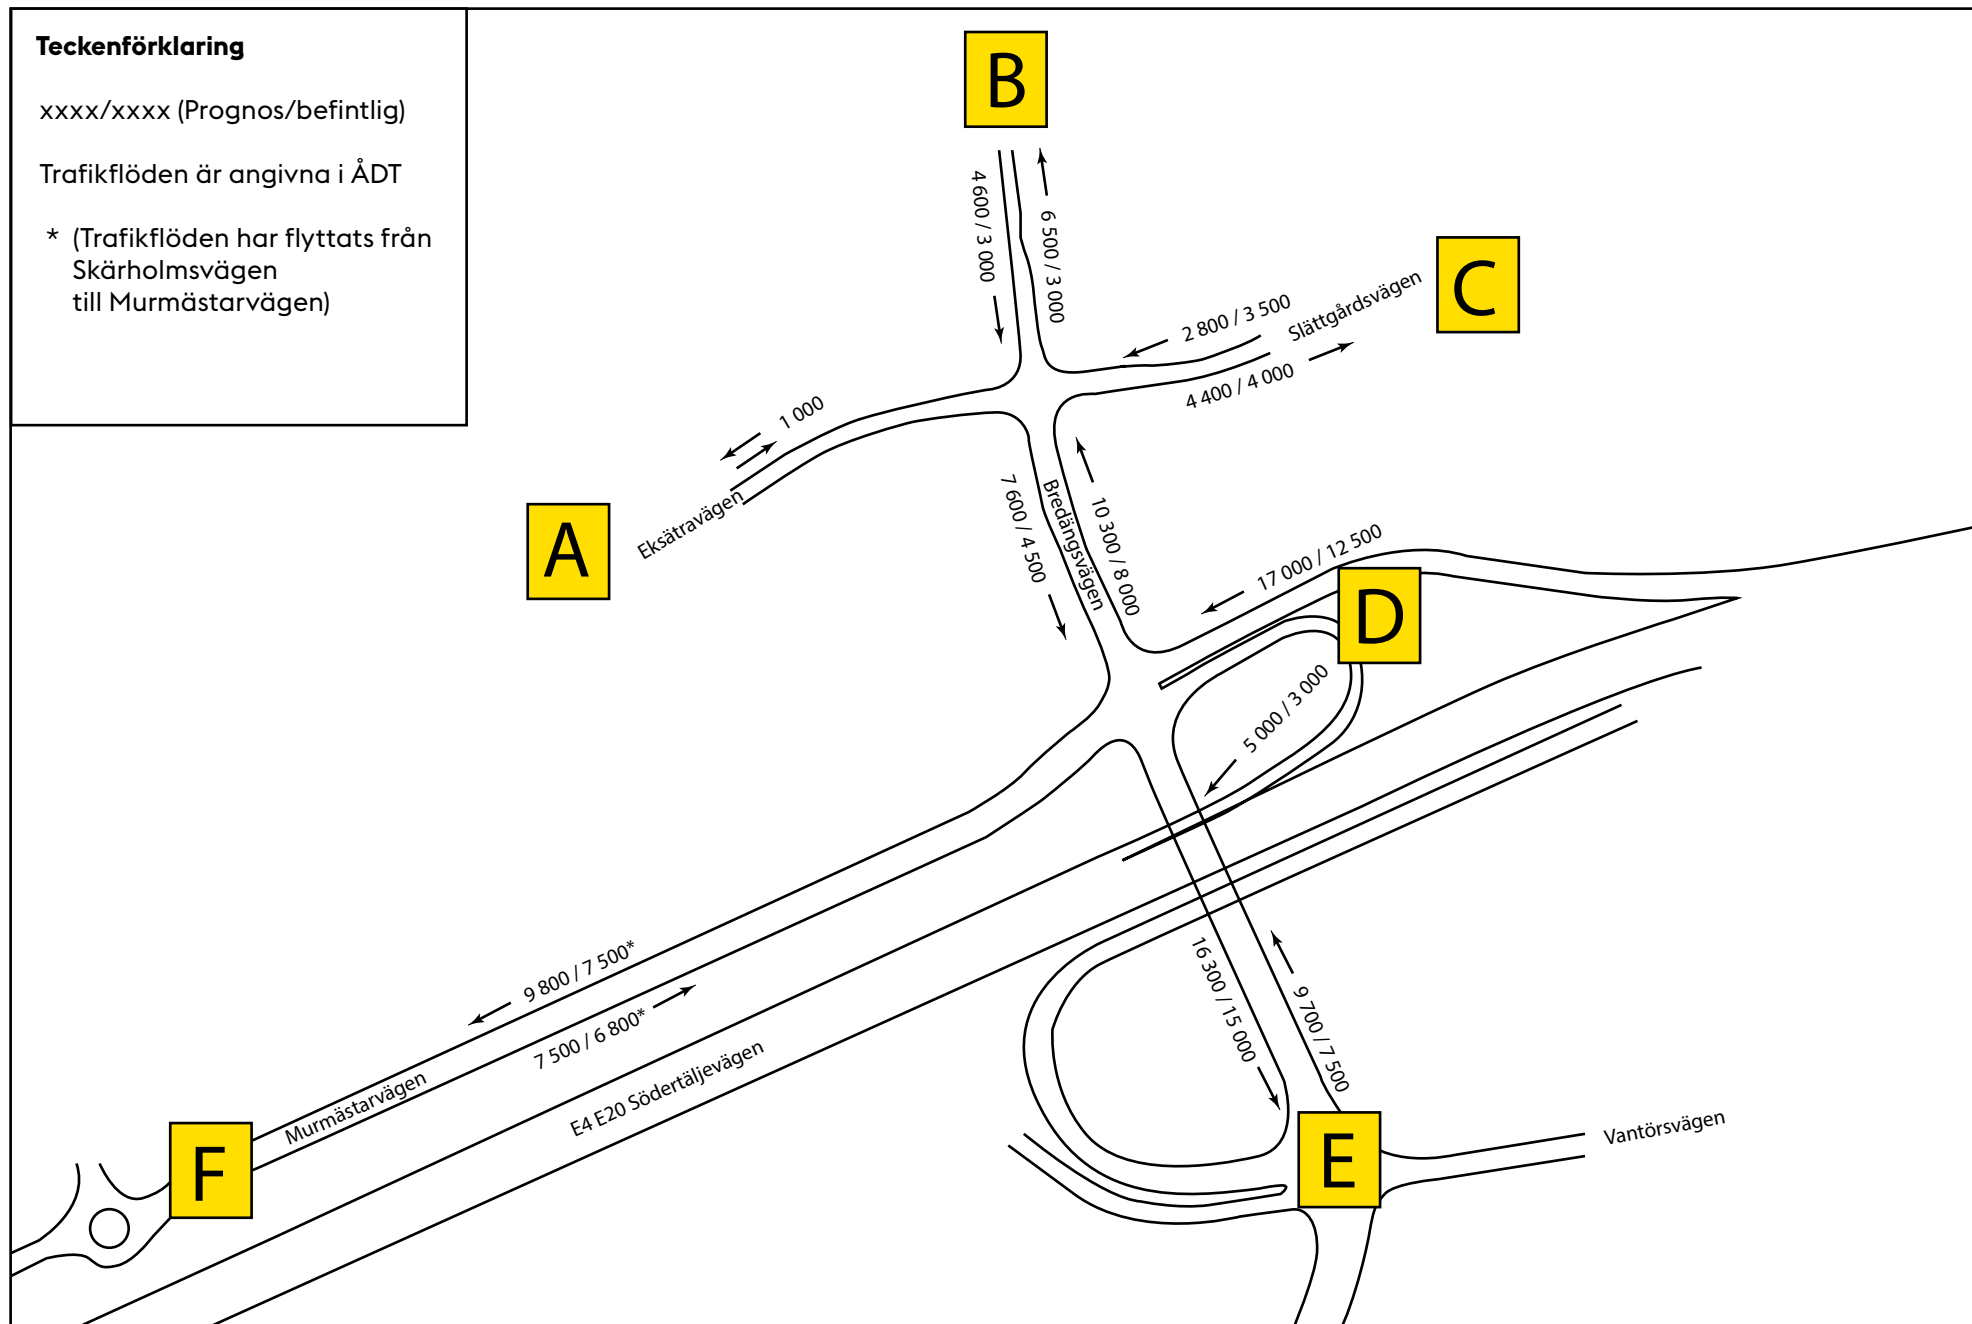 Teckenförklaring
xxxx/xxxx (Prognos/befintlig)
Trafikflöden är angivna i ÅDT
* (Trafikflöden har flyttats från
Skärholmsvägen
till Murmästarvägen)
B
4 600 / 3 000
6 500 / 3 000
C
2 800 / 3 500
Slättgårdsvägen
4 400 / 4 000
1 000
A
Eksätravägen
7 600 / 4 500
Bredängsvägen
10 300 / 8 000
17 000 / 12 500
D
5 000 / 3 000
9 800 / 7 500*
7 500 / 6 800*
16 300 / 15 000
9 700 / 7 500
Murmästarvägen
E4 E20 Södertäljevägen
E
Vantörsvägen
F